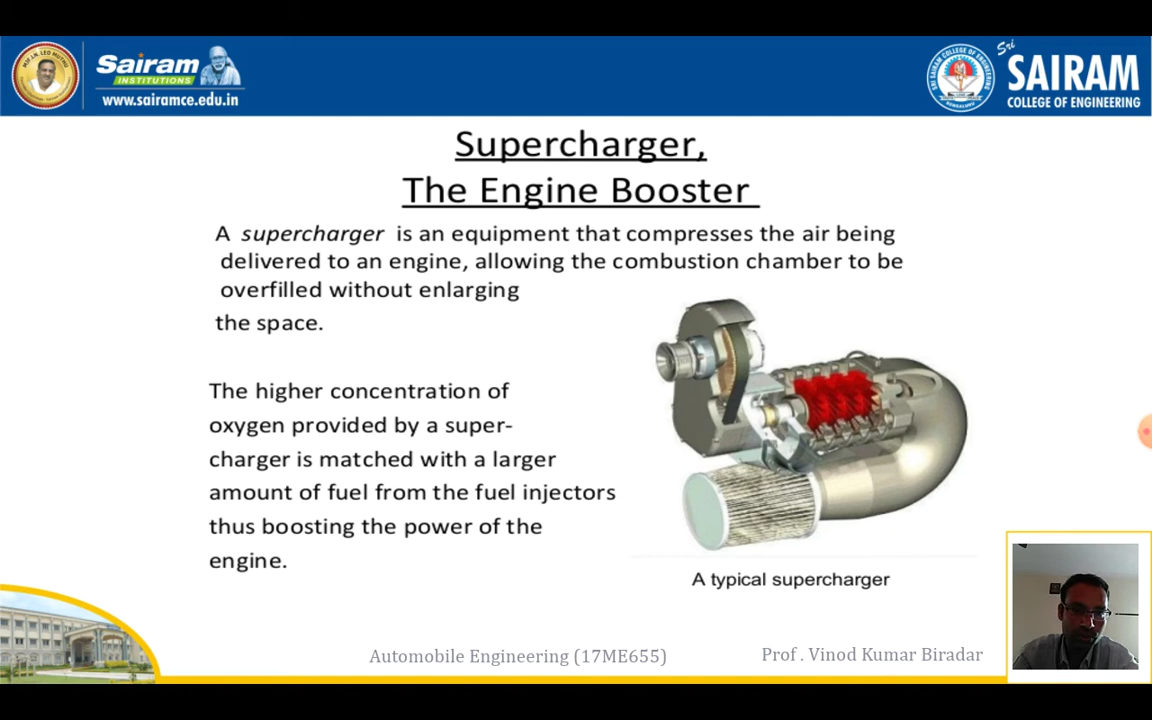 Sairam
INSTITUTIONS
www.sairamce.edu.in
Sri
SAIRAM
COLLEGE OF ENGINEERING
Supercharger,
The Engine Booster
A supercharger is an equipment that compresses the air being
delivered to an engine, allowing the combustion chamber to be
overfilled without enlarging
the space.
The higher concentration of
oxygen provided by a super-
charger is matched with a larger
amount of fuel from the fuel injectors
thus boosting the power of the
engine.
A typical supercharger
Automobile Engineering (17ME655)
Prof . Vinod Kumar Biradar